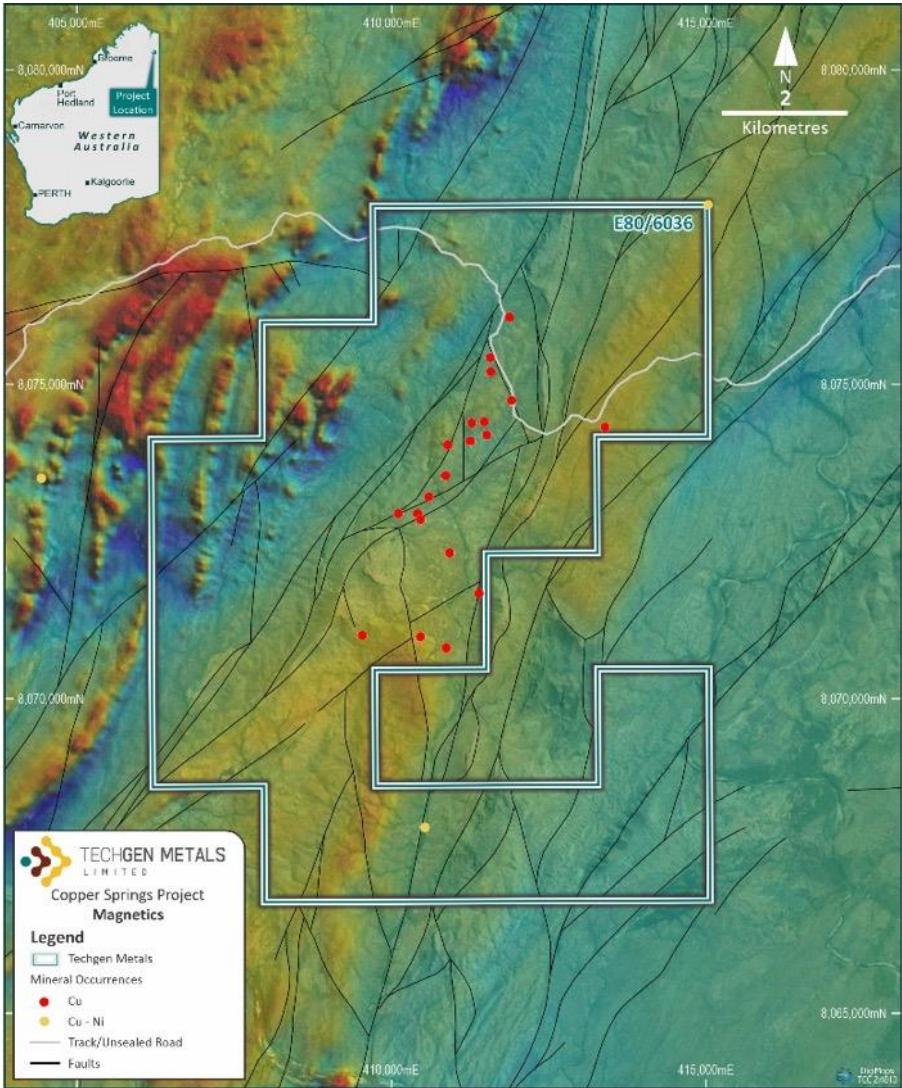 405,000mE
410,000mE
415,000mE
8,080,000mN
8,080,000mN
Broome
Port
Hedland
Project
Location
Carnarvon
Western
Australia
Kalgoorlie
PERTH
N
2
Kilometres
E80/6036
8,075,000mN
8,075,000mN
8,070,000mN
8,070,000mN
8,065,000mN
TECHGEN METALS
LIMITED
Copper Springs Project
Magnetics
Legend
Techgen Metals
Mineral Occurrences
Cu
Cu - Ni
Track/Unsealed Road
Faults
410,000mE
415,000mE
DigMaps